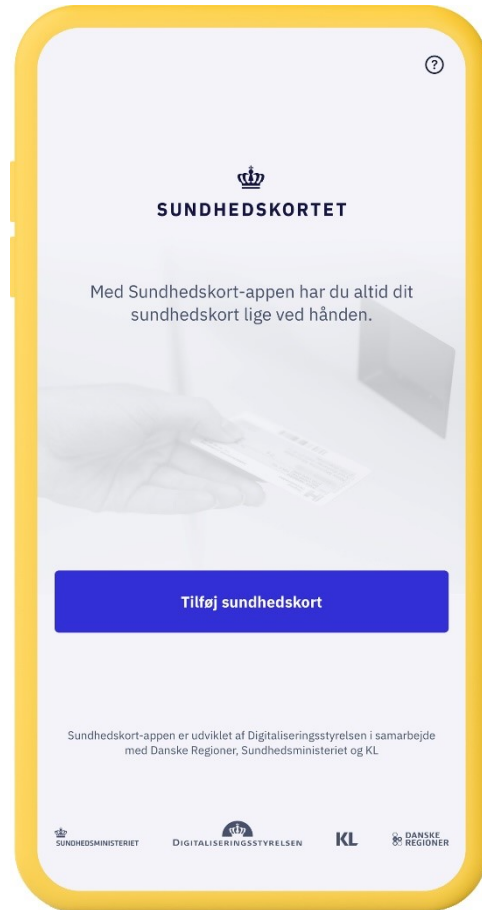 ?
SUNDHEDSKORTET
Med Sundhedskort-appen har du altid dit
sundhedskort lige ved hånden.
Tilføj sundhedskort
Sundhedskort-appen er udviklet af Digitaliseringsstyrelsen i samarbejde
med Danske Regioner, Sundhedsministeriet og KL
SUNDHEDSMINISTERIET
DIGITALISERINGSSTYRELSEN
KL
DANSKE
REGIONER